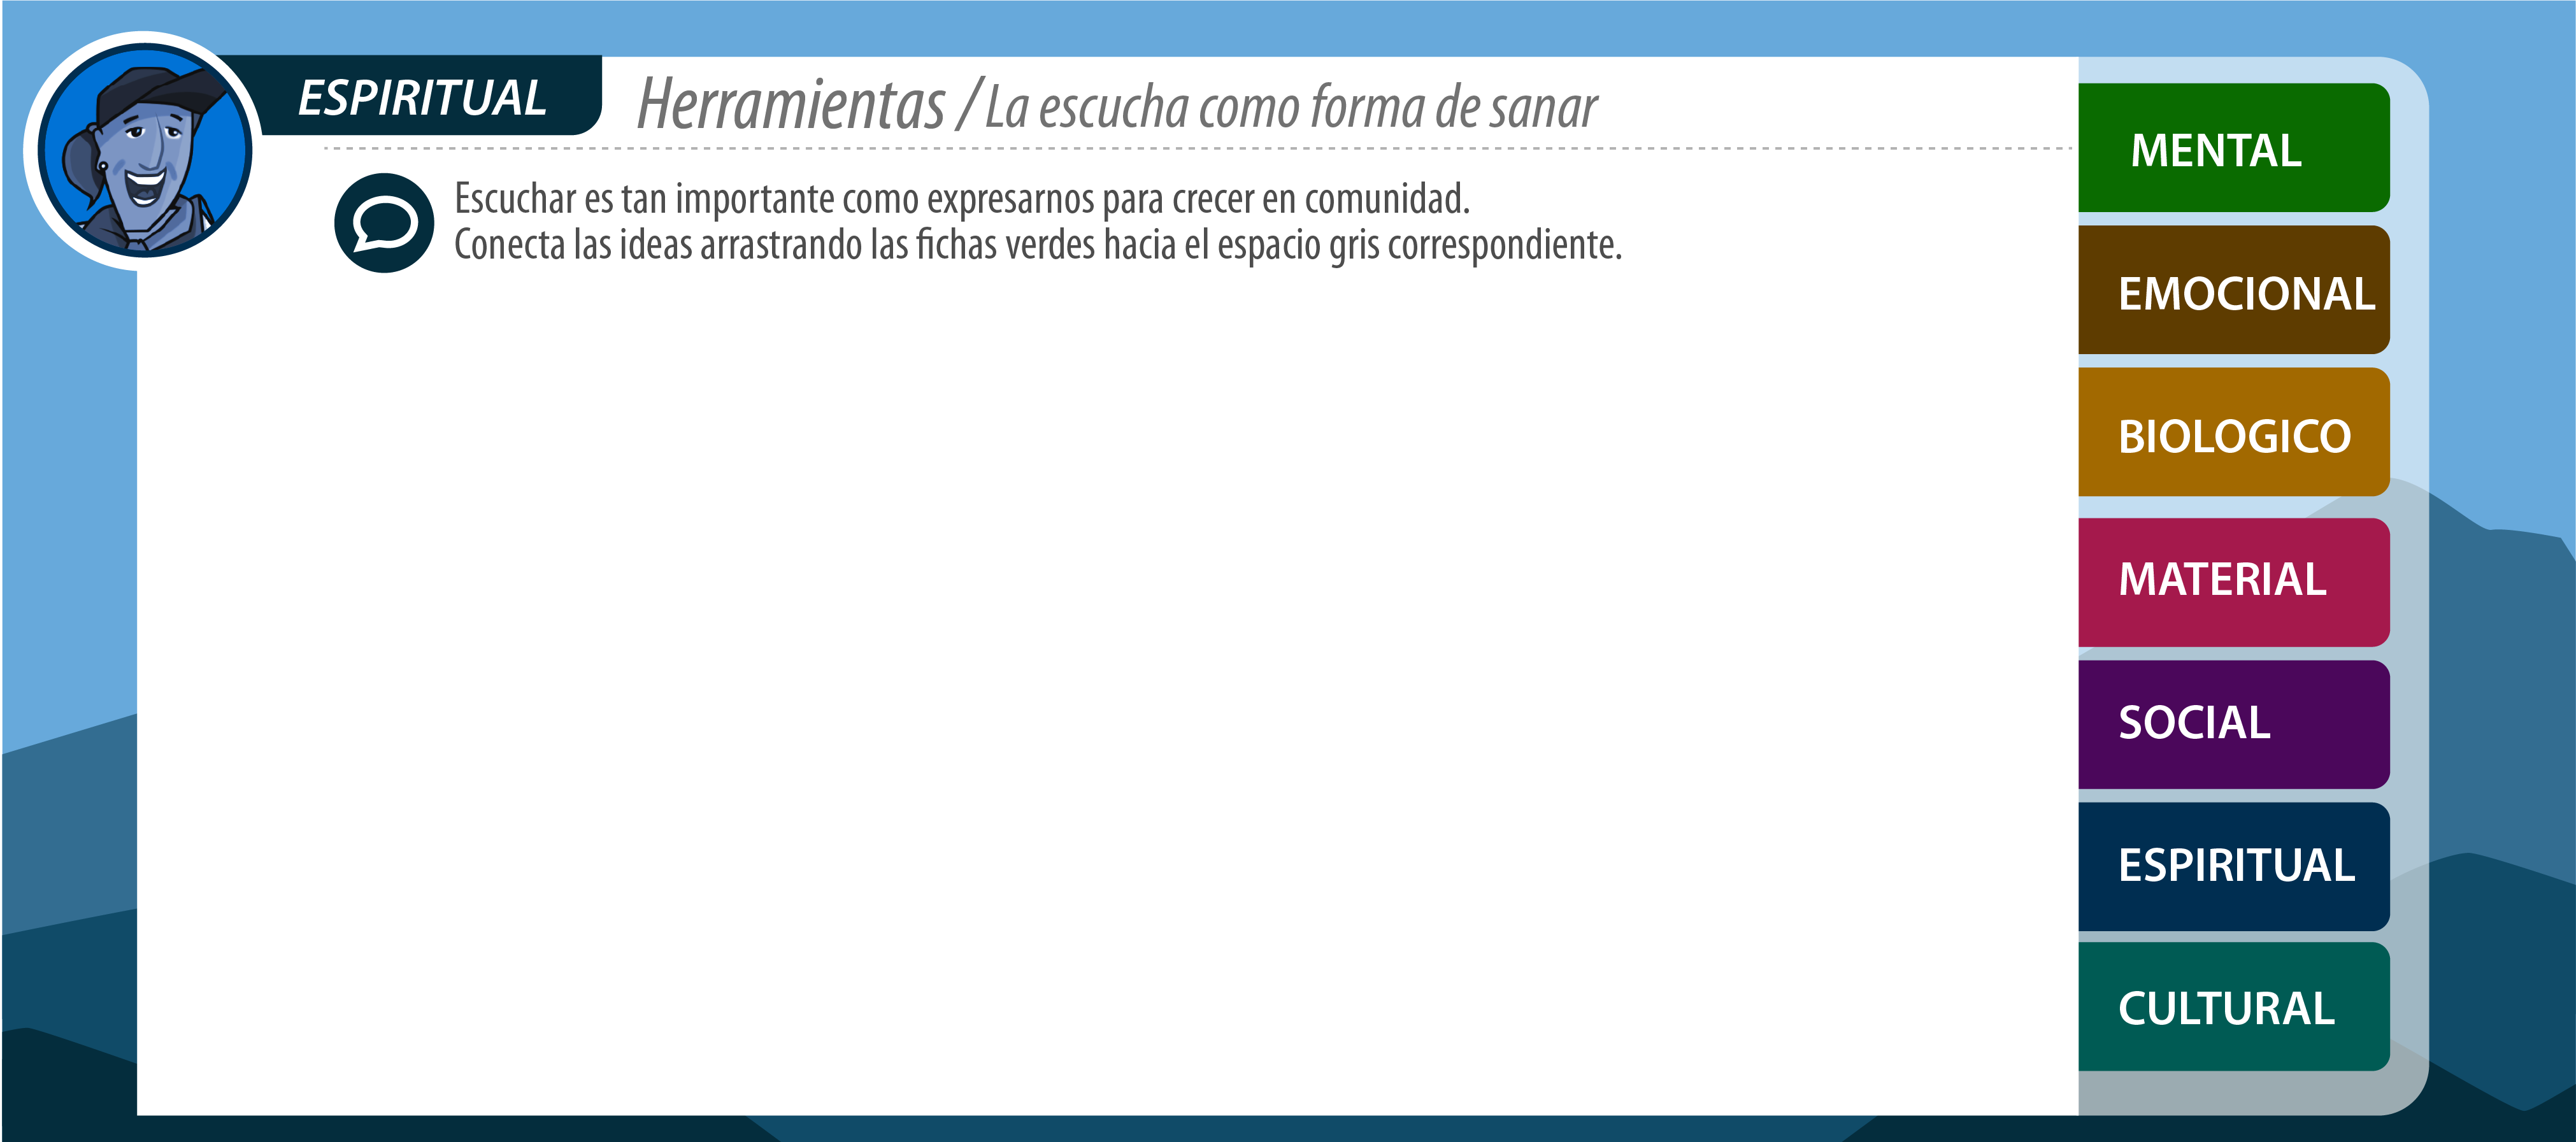 ESPIRITUAL
Herramientas / La escucha como forma de sanar
Escuchar es tan importante como expresarnos para crecer en comunidad.
Conecta las ideas arrastrando las fichas verdes hacia el espacio gris correspondiente.
MENTAL
EMOCIONAL
BIOLOGICO
MATERIAL
SOCIAL
ESPIRITUAL
CULTURAL